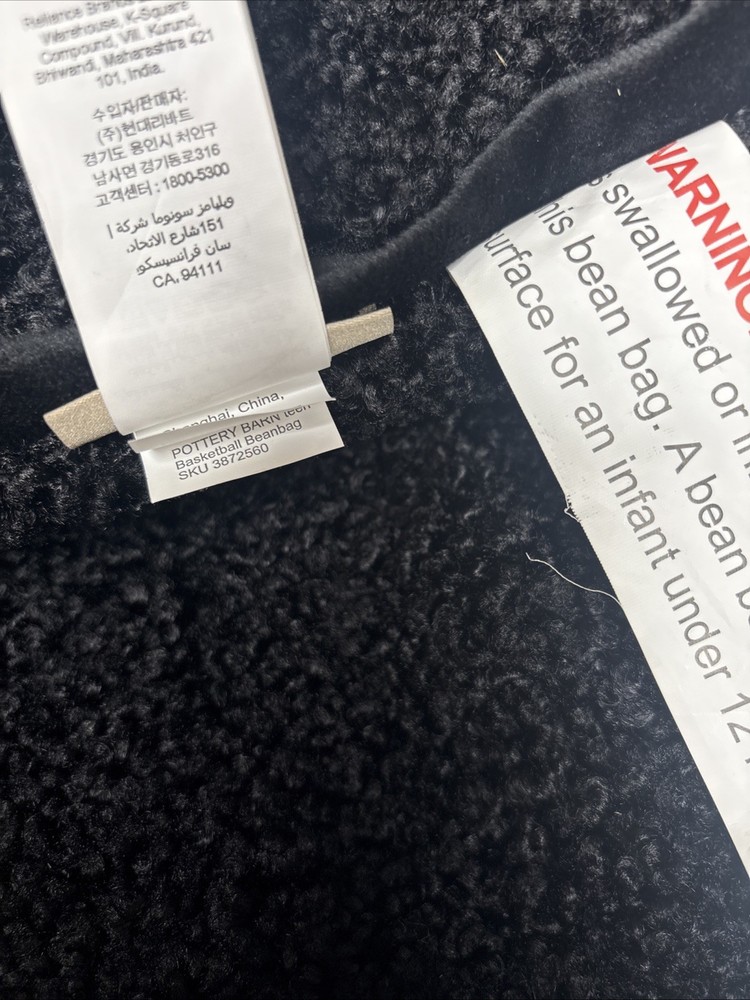 Reliance Brands
Warehouse, K-Square
Compound, Vill. Kurund,
Bhiwandi, Maharashtra 421
101, India.
수입자/판매자:
(주)현대리바트
경기도 용인시 처인구
남사면 경기동로316
고객센터 : 1800-5300
ويليامز سونوما شركة |
151شارع الاتحاد،
سان فرانسيسكو
CA، 94111
Shanghai, China,
POTTERY BARN teen
Basketball Beanbag
SKU 3872560
WARNING
swallowed or
his bean bag. A bean
urface for an infant under 12